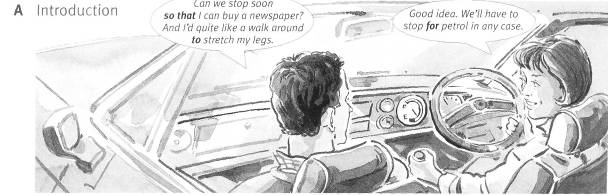 A Introduction
Can we stop soon
so that I can buy a newspaper?
And I'd quite like a walk around
to stretch my legs.
Good idea. We'll have to
stop for petrol in any case.